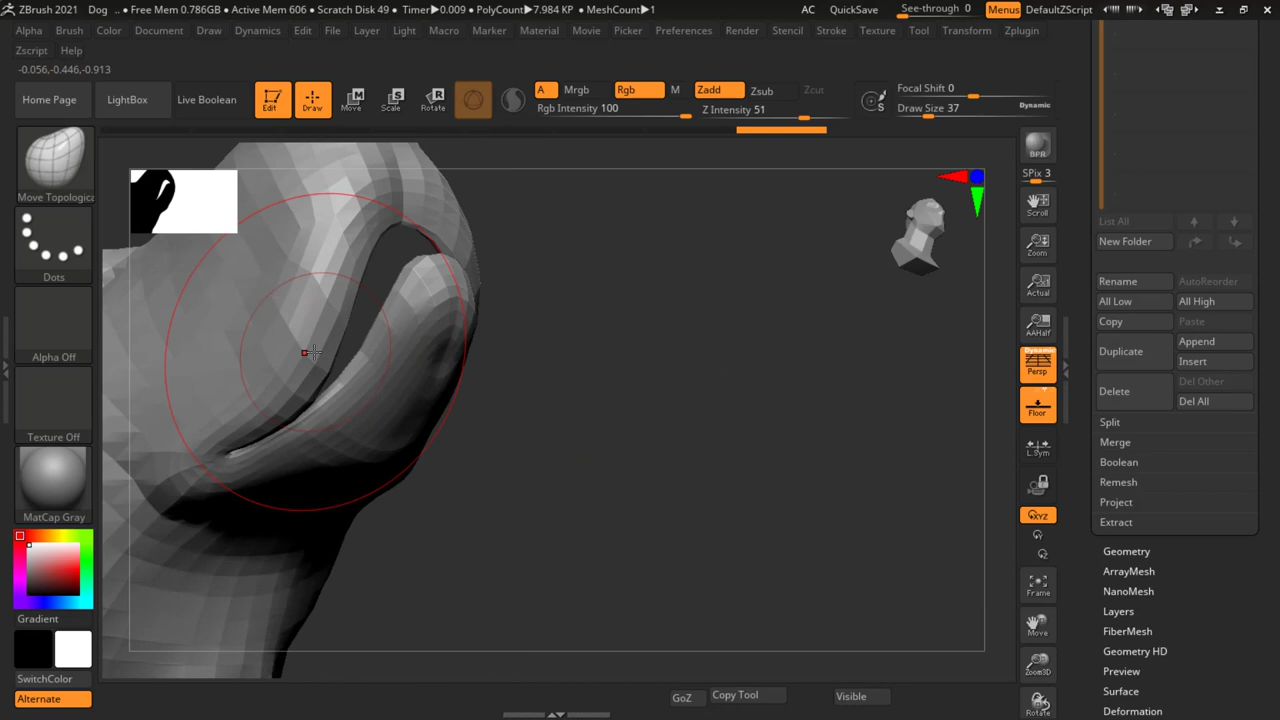 ZBrush 2021 Dog .. • Free Mem 0.786GB • Active Mem 606 • Scratch Disk 49 • Timer▶0.009 • PolyCount▶7.984 KP • MeshCount▶1 AC QuickSave See-through 0 Menus DefaultZScript
Alpha Brush Color Document Draw Dynamics Edit File Layer Light Macro Marker Material Movie Picker Preferences Render Stencil Stroke Texture Tool Transform Zplugin
Zscript Help
-0.056,-0.446,-0.913
Home Page LightBox Live Boolean Edit Draw Move Scale Rotate
A Mrgb Rgb M Zadd Zsub Zcut Focal Shift 0
Rgb Intensity 100 Z Intensity 51 Draw Size 37 Dynamic
Move Topologica
Dots
Alpha Off
Texture Off
MatCap Gray
Gradient
SwitchColor
Alternate
BPR
SPix 3
Scroll
Zoom
Actual
AAHalf
Dynamic
Persp
Floor
L.Sym
XYZ
Y
Z
Frame
Move
Zoom3D
Rotate
List All
New Folder
Rename AutoReorder
All Low All High
Copy Paste
Duplicate Append
Insert
Delete Del Other
Del All
Split
Merge
Boolean
Remesh
Project
Extract
Geometry
ArrayMesh
NanoMesh
Layers
FiberMesh
Geometry HD
Preview
Surface
Deformation
GoZ Copy Tool Visible